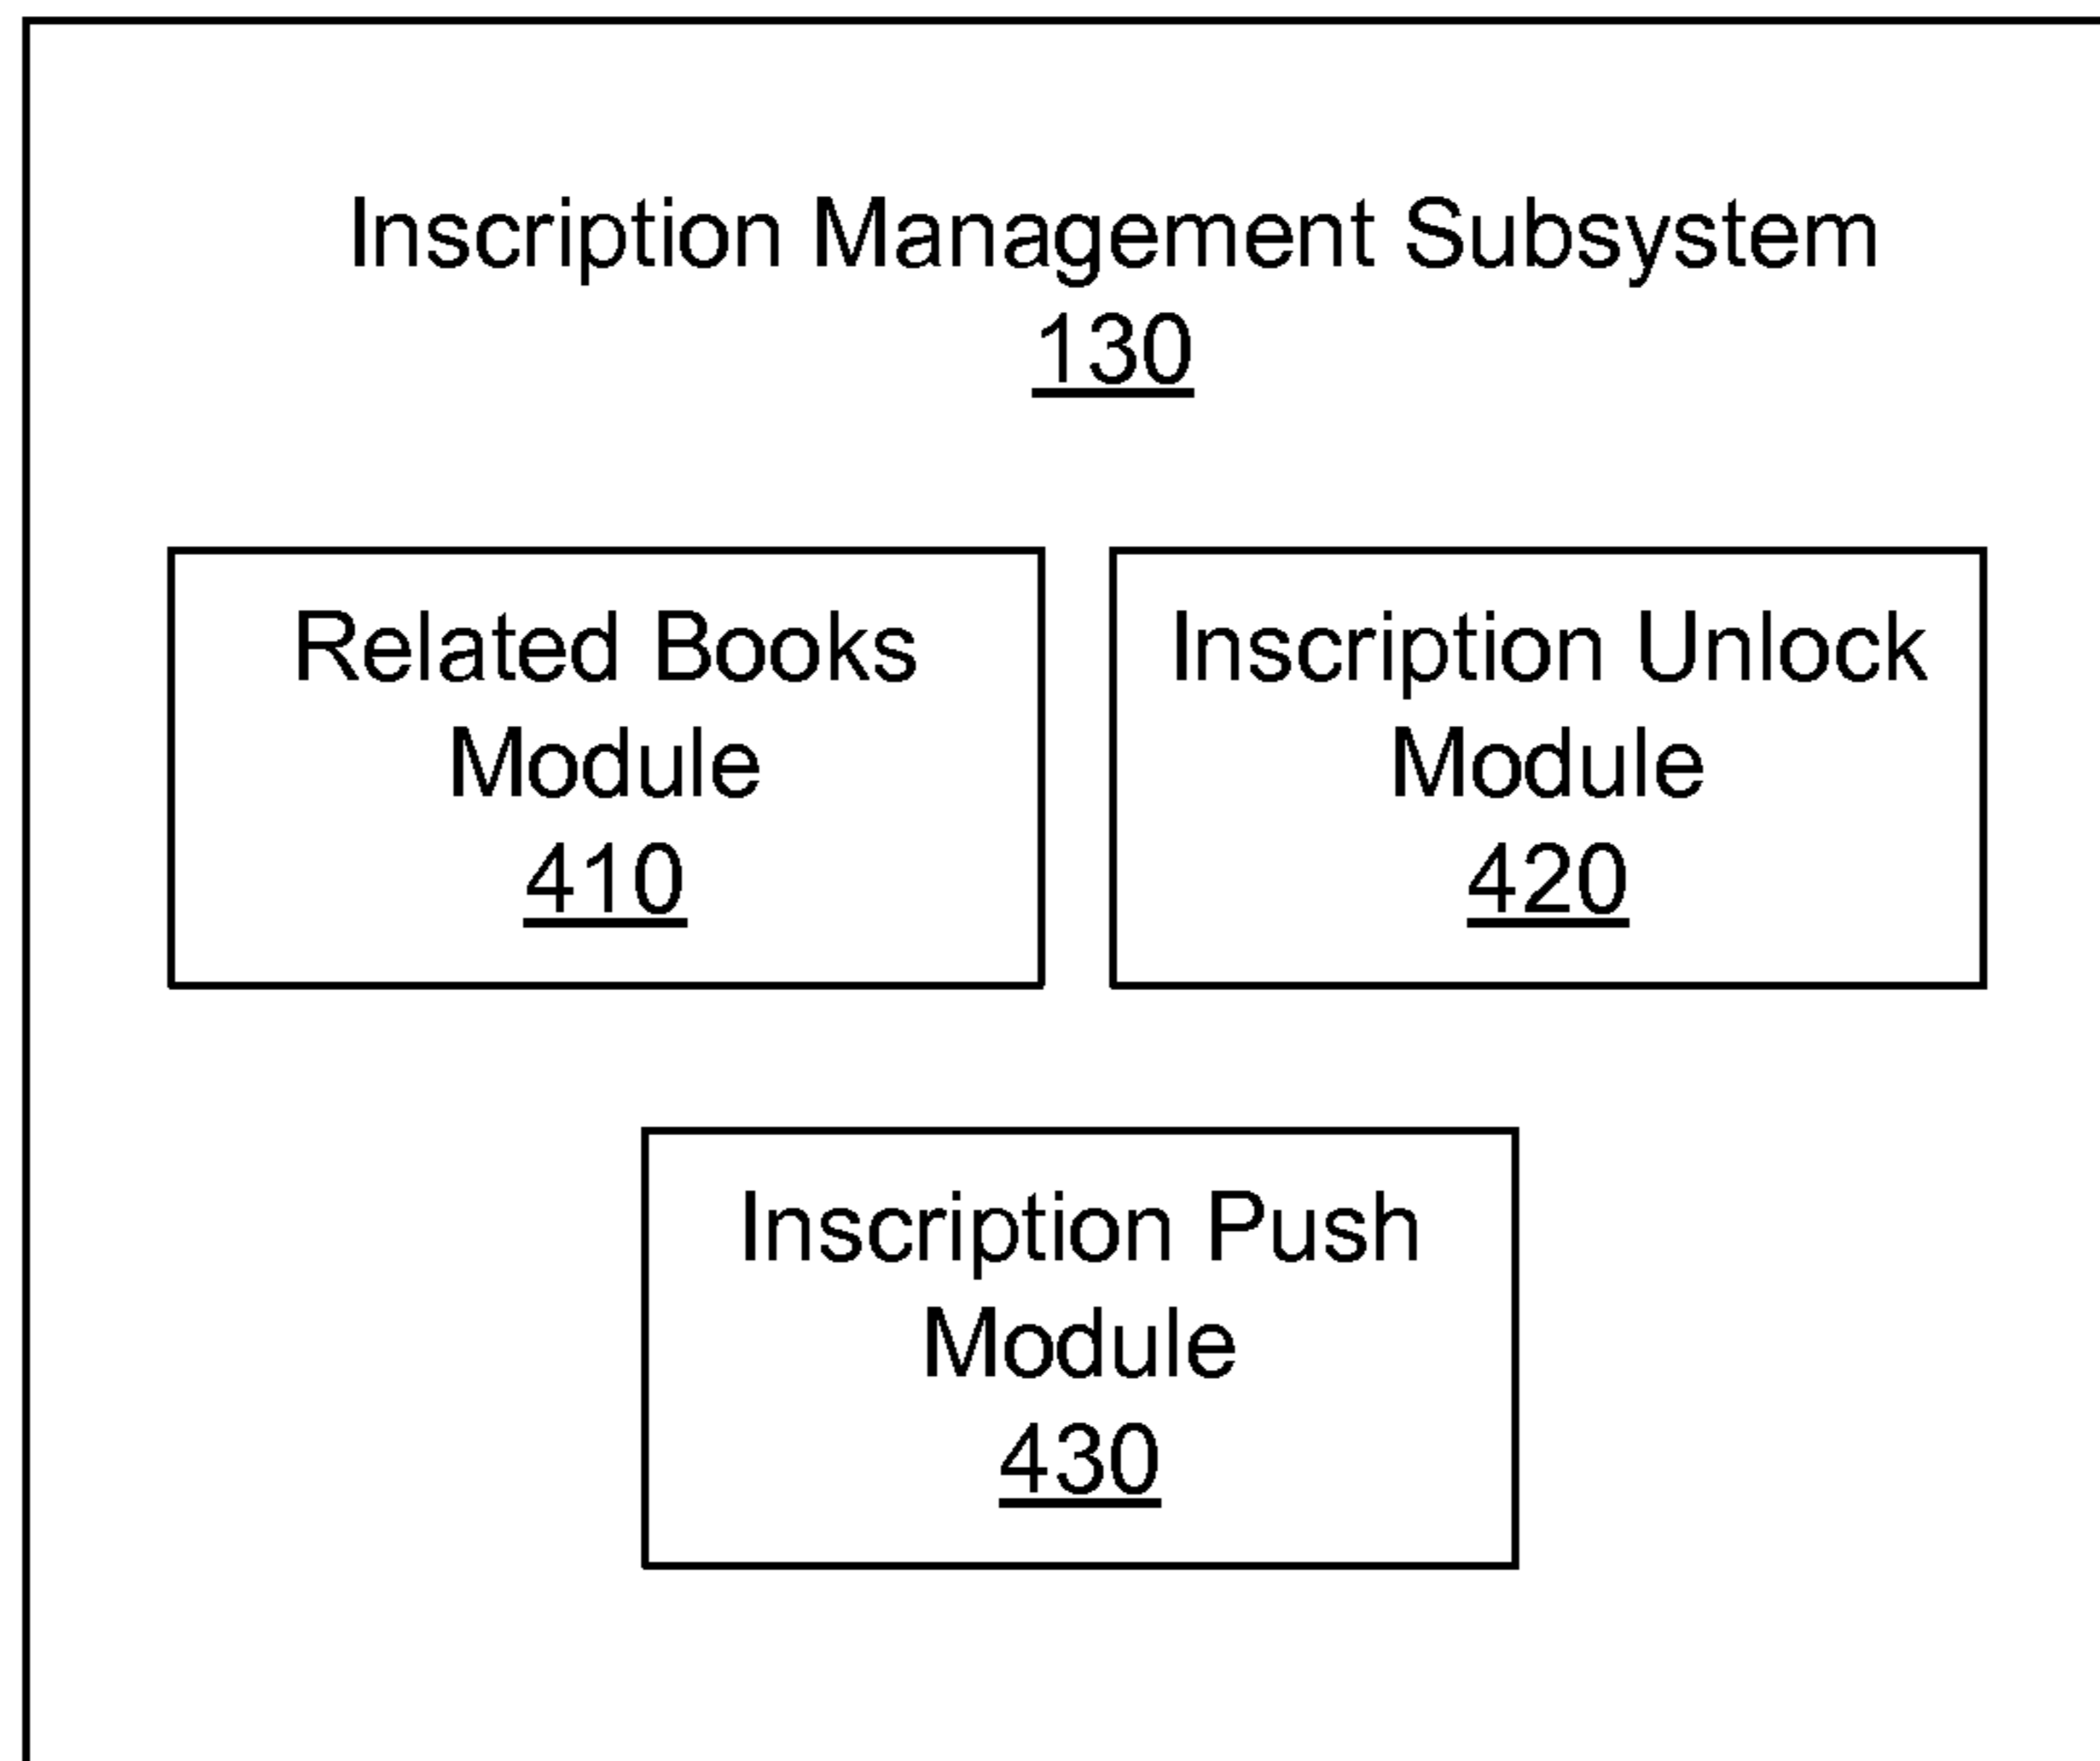 Inscription Management Subsystem
130
Related Books
Module
410
Inscription Unlock
Module
420
Inscription Push
Module
430